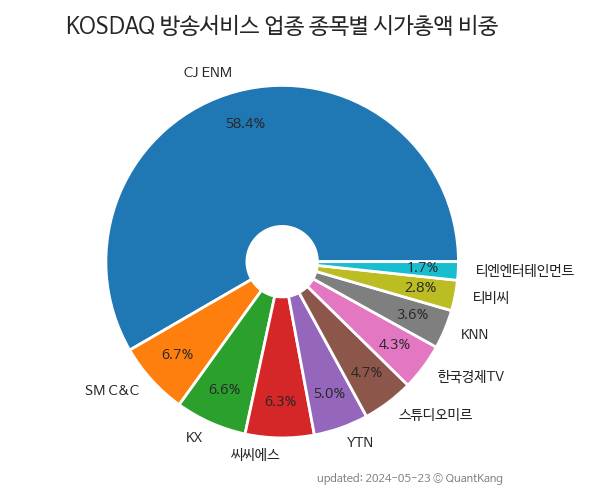 KOSDAQ 방송서비스 업종 종목별 시가총액 비중
CJ ENM
58.4%
SM C&C
6.7%
KX
6.6%
씨씨에스
6.3%
YTN
5.0%
스튜디오미르
4.7%
한국경제TV
4.3%
KNN
3.6%
티비씨
2.8%
티엔엔터테인먼트
1.7%
updated: 2024-05-23 © QuantKang